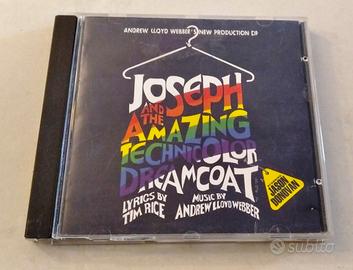 ANDREW LLOYD WEBBER'S NEW PRODUCTION OF
JOSEPH
AND THE
AMAZING
TECHNICOLOR
DREAMCOAT
LYRICS BY
TIM RICE
MUSIC BY
ANDREW LLOYD WEBBER
JASON
DONOVAN
subito